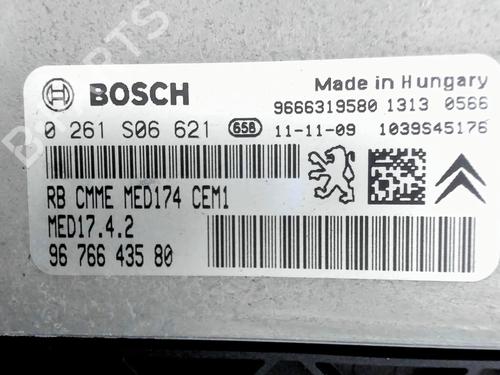 BOSCH
Made in Hungary
9666319580 1313 0566
0 261 S06 621 658 11-11-09 1039S45176
RB CMME MED174 CEM1
MED17.4.2
96 766 435 80